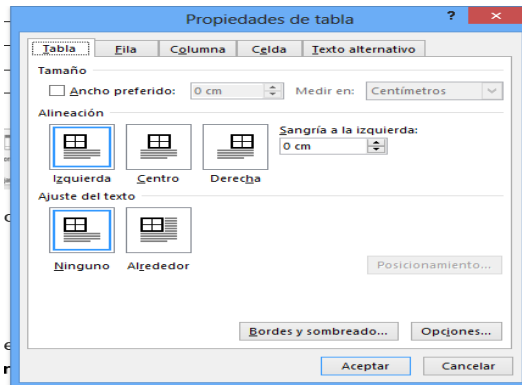 Propiedades de tabla ? ×
Tabla Fila Columna Celda Texto alternativo
Tamaño
Ancho preferido: 0 cm Medir en: Centímetros
Alineación
Sangría a la izquierda:
0 cm
Izquierda Centro Derecha
Ajuste del texto
Ninguno Alrededor
Posicionamiento...
Bordes y sombreado... Opciones...
Aceptar Cancelar